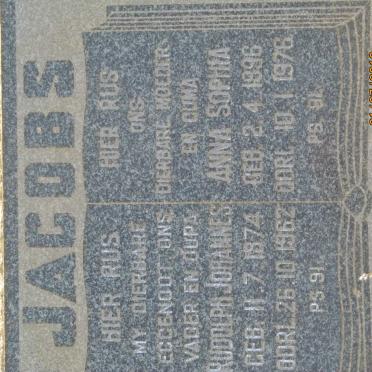 JACOBS
HIER RUS
MY DIERBARE
EGGENOOT ONS
VADER EN OUPA
RUDOLPH JOHANNES
GEB. 11. 7. 1874
OORL. 26. 10. 1962
PS 91
HIER RUS
ONS
DIERBARE MOEDER
EN OUMA
ANNA SOPHIA
GEB. 2. 4. 1896
OORL. 10. 1. 1976
PS. 91